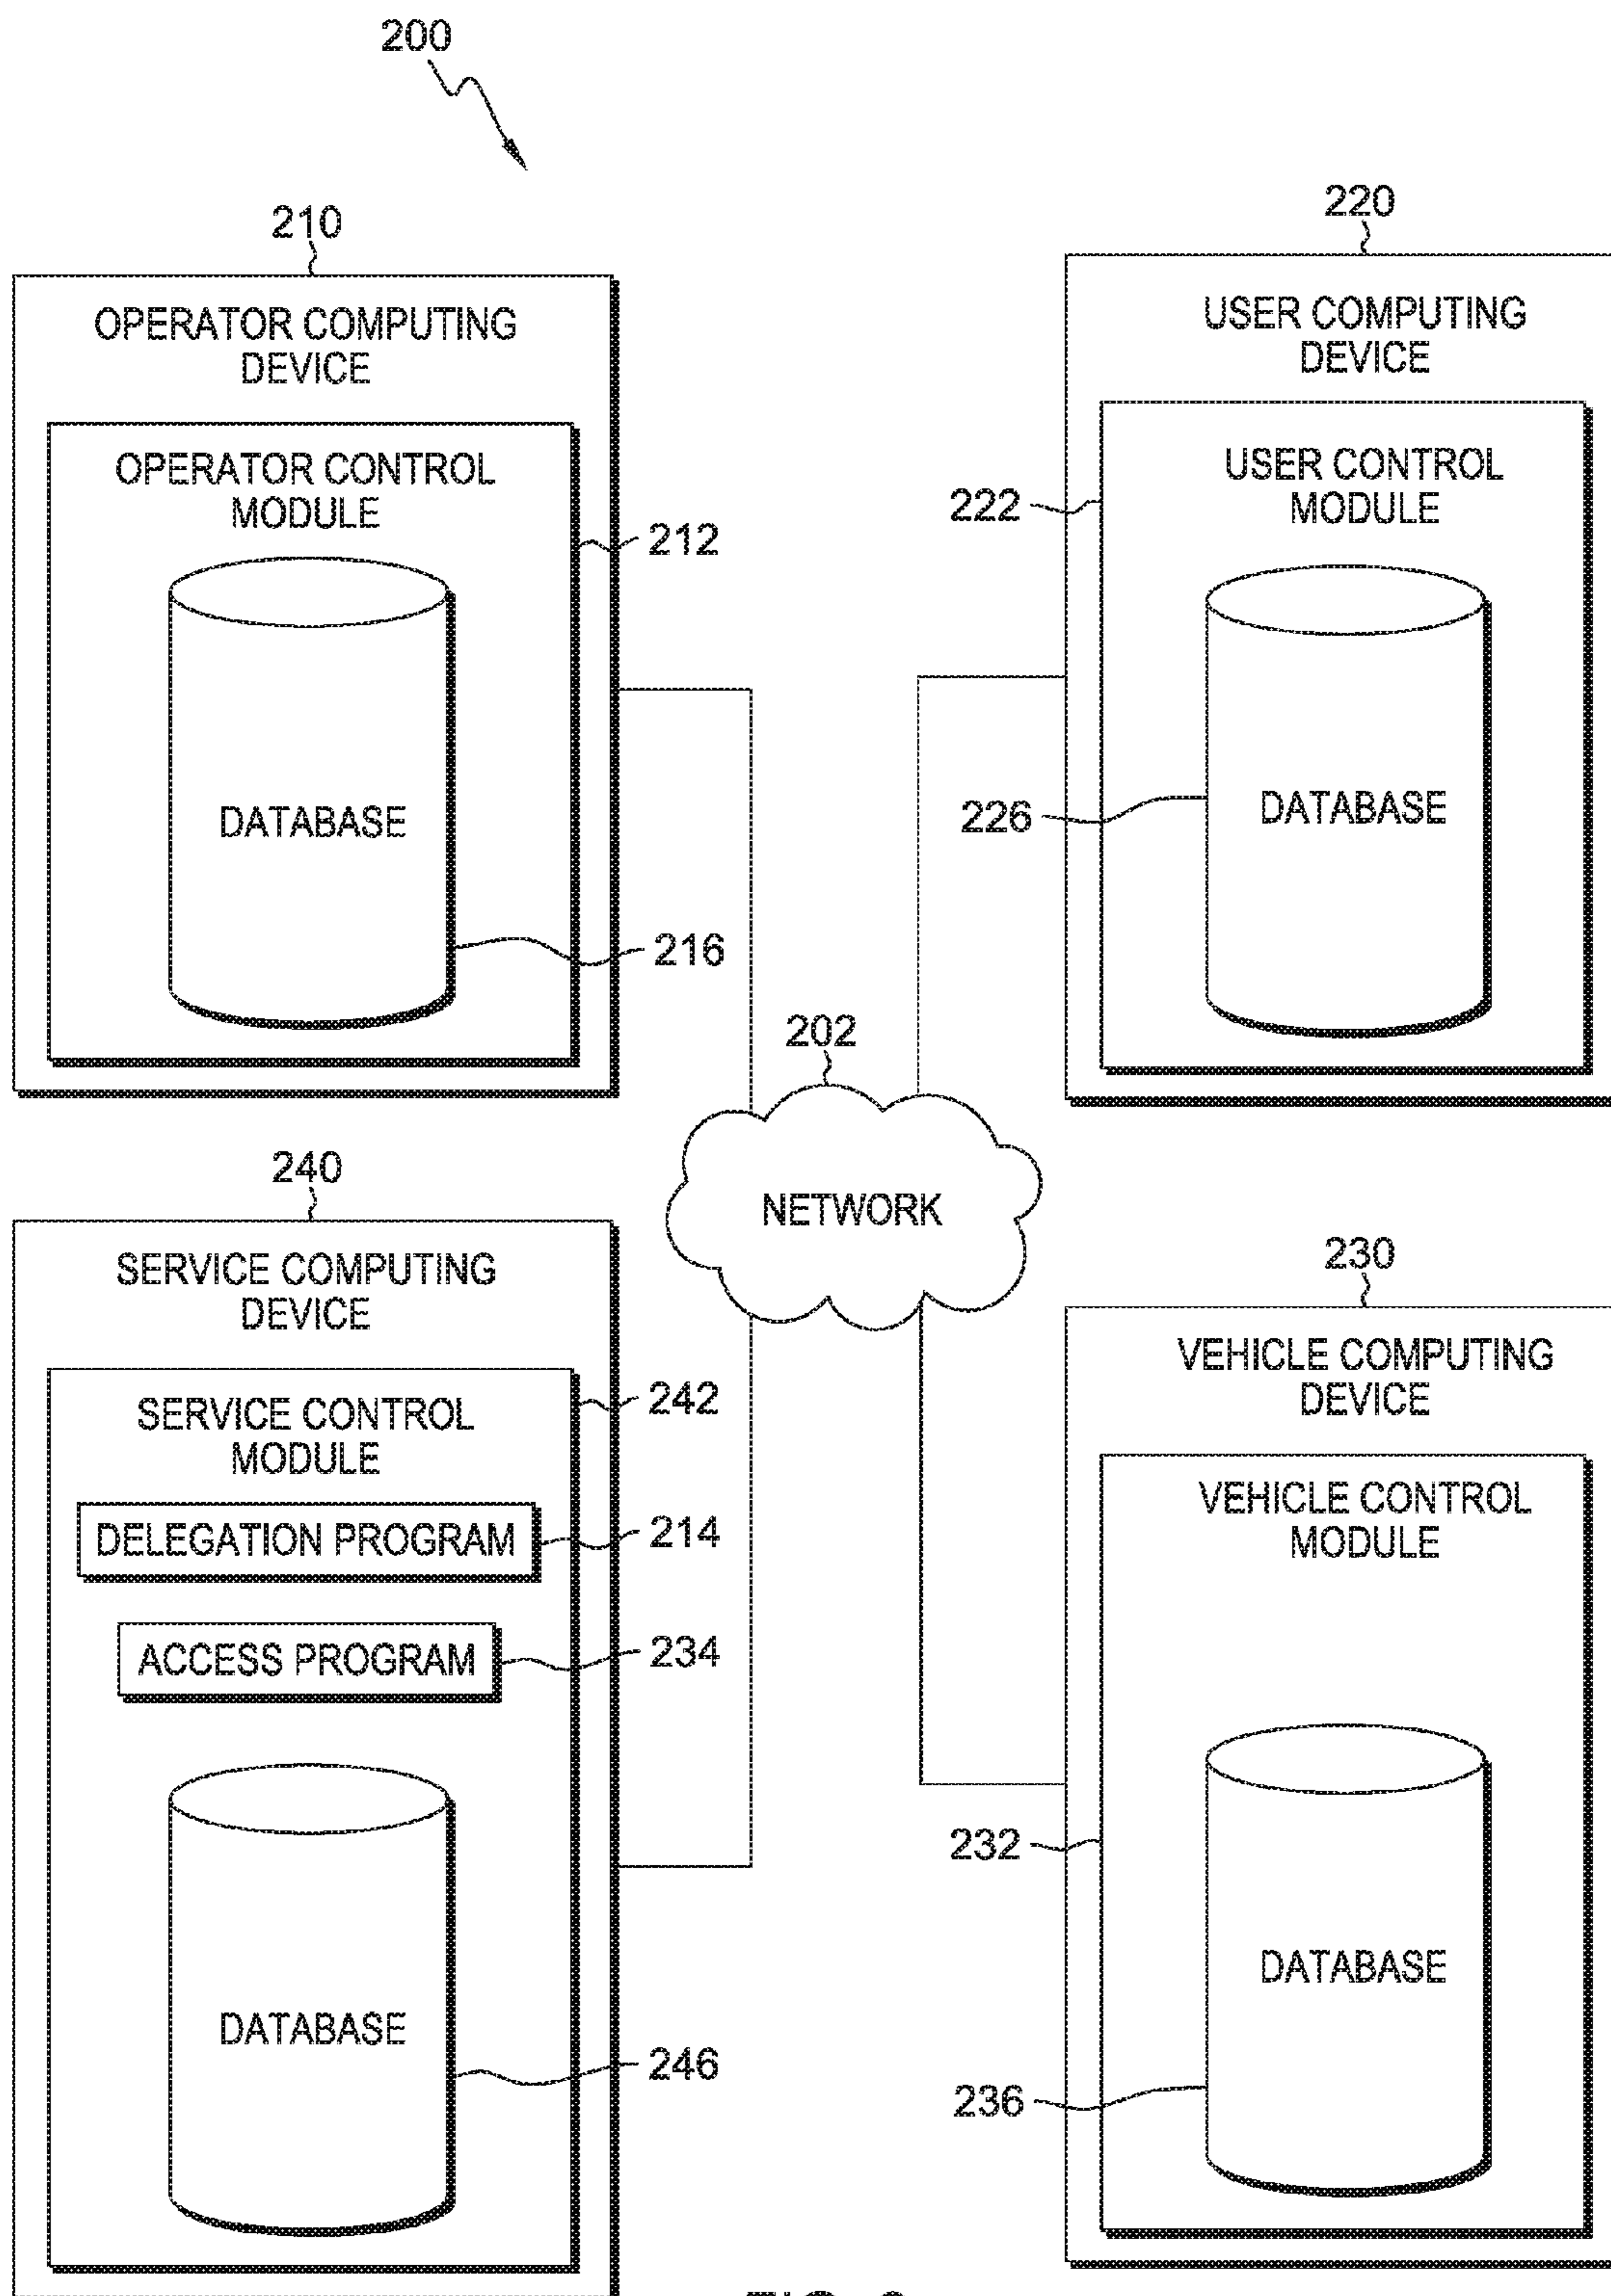 200
210
OPERATOR COMPUTING
DEVICE
OPERATOR CONTROL
MODULE
212
DATABASE
216
220
USER COMPUTING
DEVICE
USER CONTROL
MODULE
222
DATABASE
226
202
NETWORK
240
SERVICE COMPUTING
DEVICE
SERVICE CONTROL
MODULE
242
DELEGATION PROGRAM
214
ACCESS PROGRAM
234
DATABASE
246
230
VEHICLE COMPUTING
DEVICE
VEHICLE CONTROL
MODULE
232
DATABASE
236